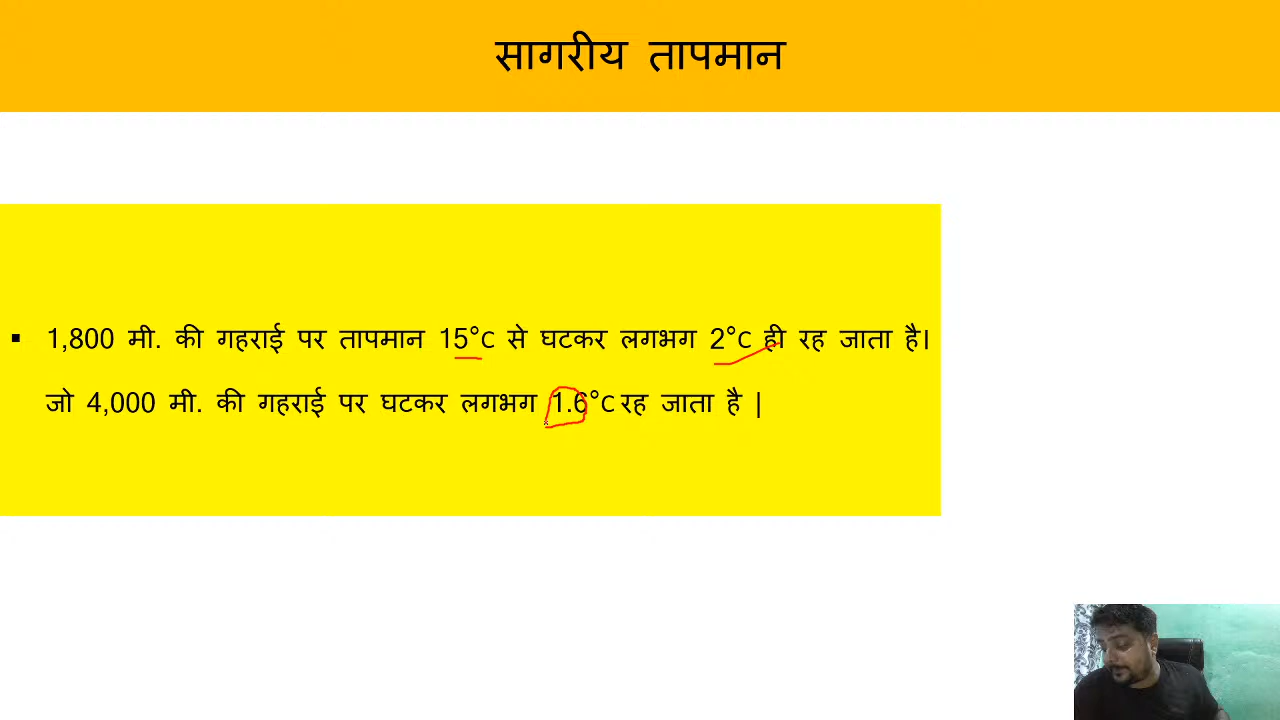 सागरीय तापमान
▪ 1,800 मी. की गहराई पर तापमान 15°C से घटकर लगभग 2°C ही रह जाता है।
जो 4,000 मी. की गहराई पर घटकर लगभग 1.6°C रह जाता है |